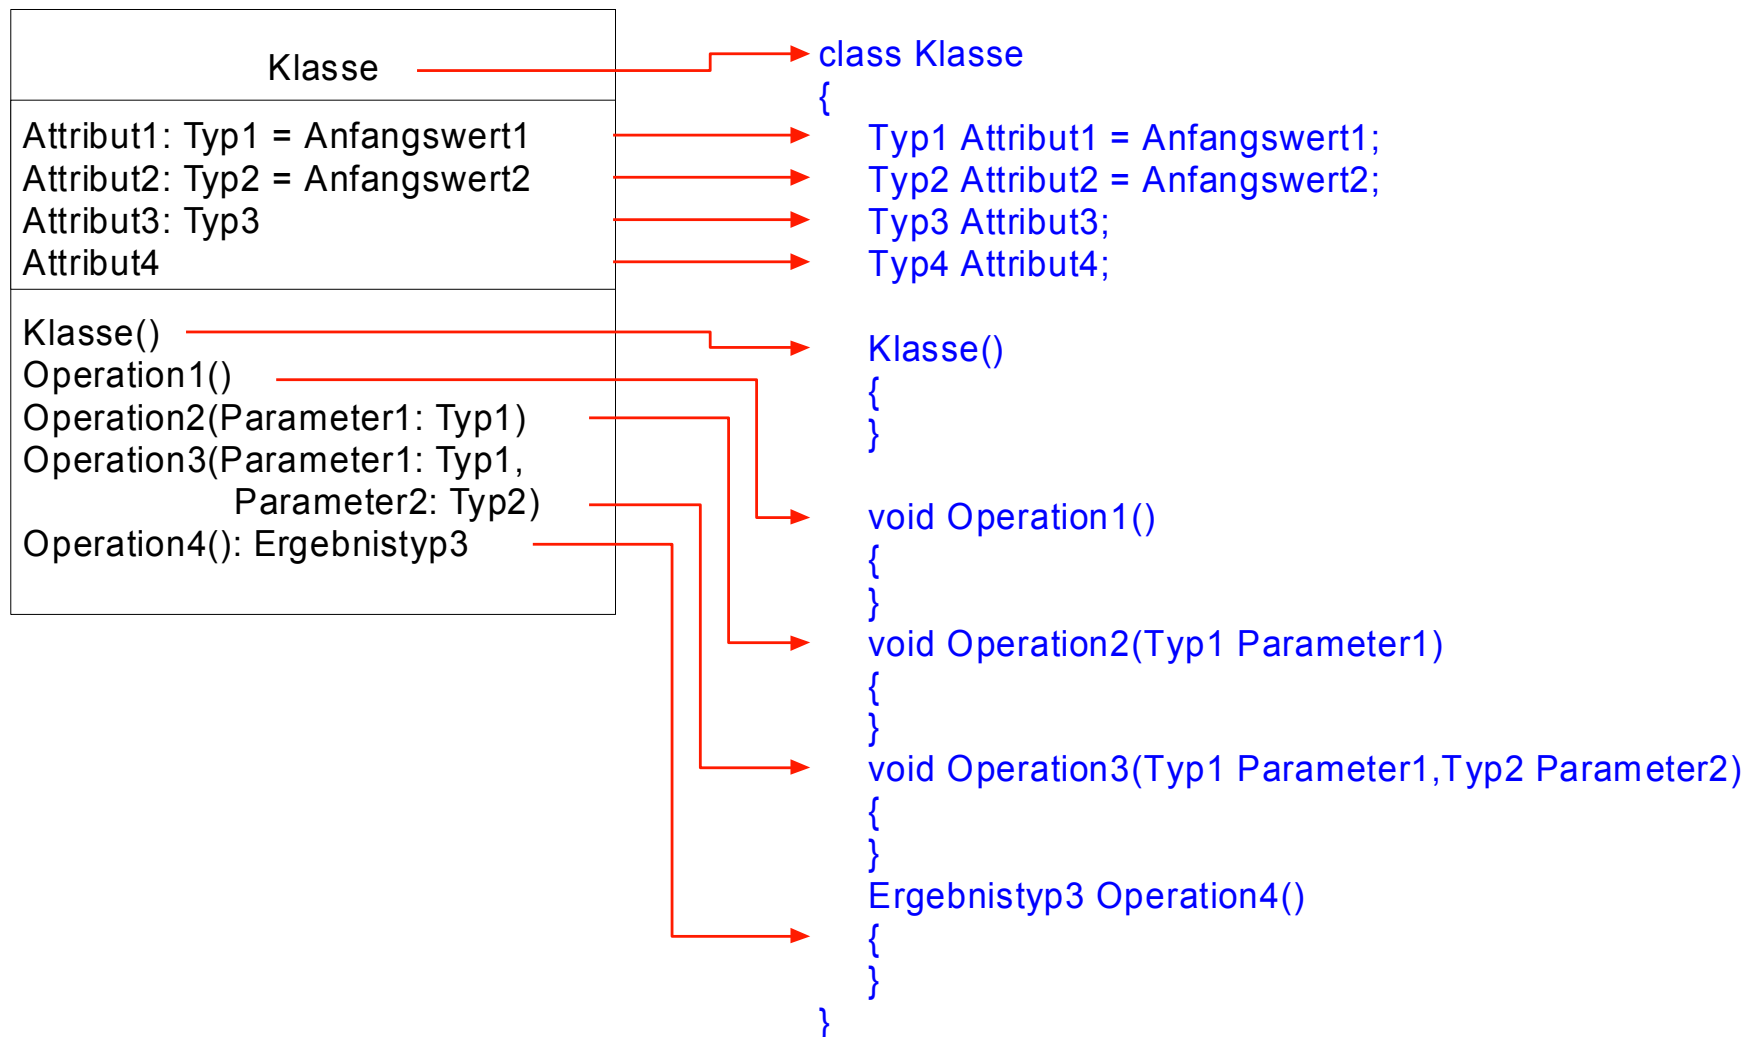 Klasse
Attribut1: Typ1 = Anfangswert1
Attribut2: Typ2 = Anfangswert2
Attribut3: Typ3
Attribut4
Klasse()
Operation1()
Operation2(Parameter1: Typ1)
Operation3(Parameter1: Typ1,
Parameter2: Typ2)
Operation4(): Ergebnistyp3
class Klasse
{
Typ1 Attribut1 = Anfangswert1;
Typ2 Attribut2 = Anfangswert2;
Typ3 Attribut3;
Typ4 Attribut4;
Klasse()
{
}
void Operation1()
{
}
void Operation2(Typ1 Parameter1)
{
}
void Operation3(Typ1 Parameter1,Typ2 Parameter2)
{
}
Ergebnistyp3 Operation4()
{
}
}